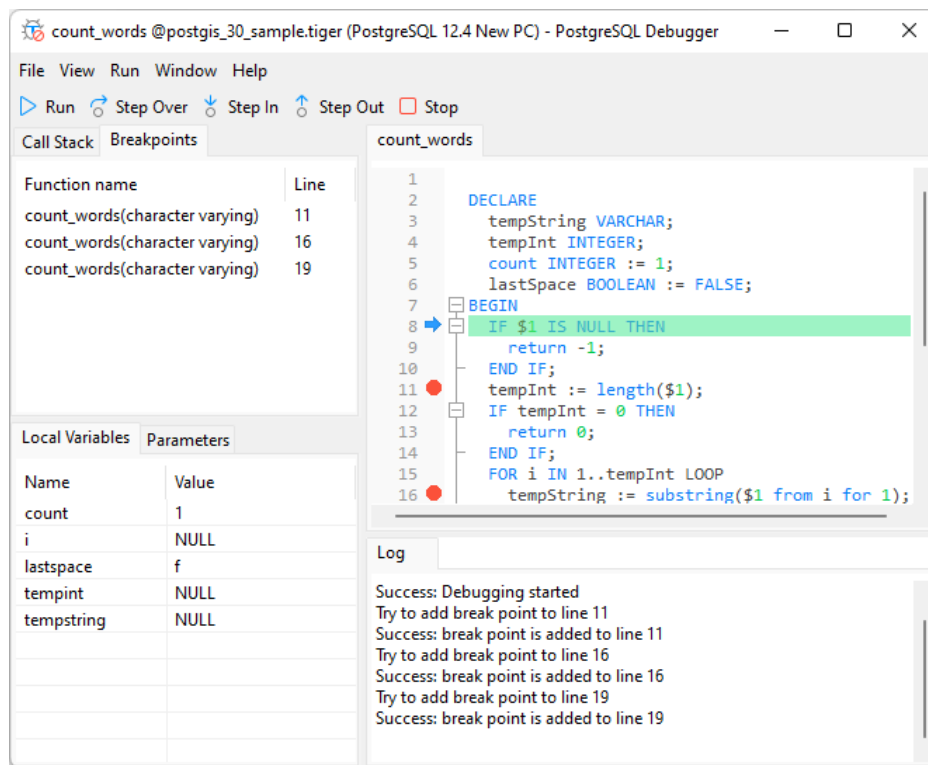 count_words @postgis_30_sample.tiger (PostgreSQL 12.4 New PC) - PostgreSQL Debugger
File View Run Window Help
Run Step Over Step In Step Out Stop
Call Stack Breakpoints
Function name Line
count_words(character varying) 11
count_words(character varying) 16
count_words(character varying) 19
Local Variables Parameters
Name Value
count 1
i NULL
lastspace f
tempint NULL
tempstring NULL
count_words
1
2 DECLARE
3 tempString VARCHAR;
4 tempInt INTEGER;
5 count INTEGER := 1;
6 lastSpace BOOLEAN := FALSE;
7 BEGIN
8 IF $1 IS NULL THEN
9 return -1;
10 END IF;
11 tempInt := length($1);
12 IF tempInt = 0 THEN
13 return 0;
14 END IF;
15 FOR i IN 1..tempInt LOOP
16 tempString := substring($1 from i for 1);
Log
Success: Debugging started
Try to add break point to line 11
Success: break point is added to line 11
Try to add break point to line 16
Success: break point is added to line 16
Try to add break point to line 19
Success: break point is added to line 19